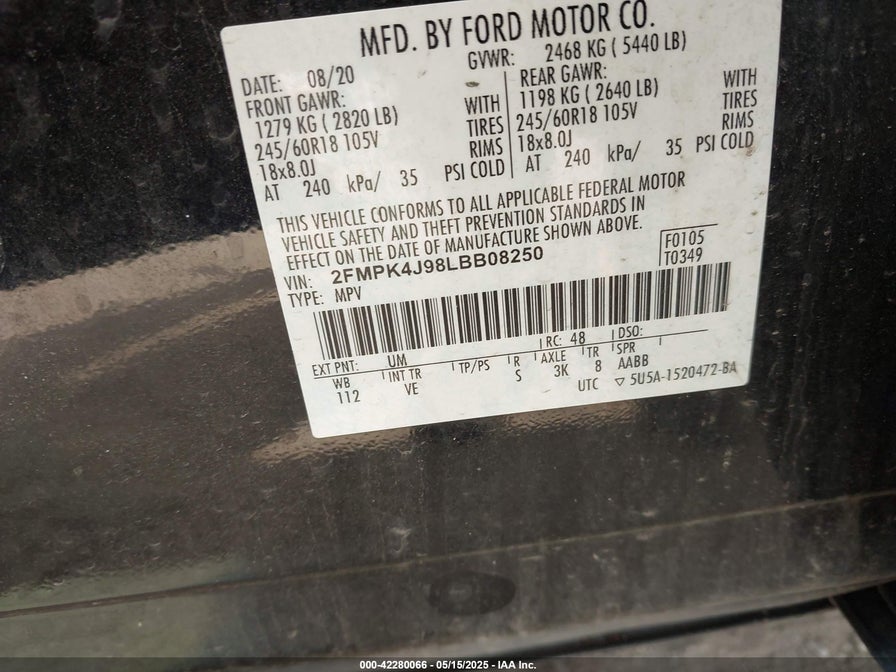 MFD. BY FORD MOTOR CO.
DATE: 08/20 GVWR: 2468 KG ( 5440 LB)
FRONT GAWR: REAR GAWR:
1279 KG ( 2820 LB) WITH 1198 KG ( 2640 LB) WITH
245/60R18 105V TIRES 245/60R18 105V TIRES
18x8.0J RIMS 18x8.0J RIMS
AT 240 kPa/ 35 PSI COLD AT 240 kPa/ 35 PSI COLD
THIS VEHICLE CONFORMS TO ALL APPLICABLE FEDERAL MOTOR
VEHICLE SAFETY AND THEFT PREVENTION STANDARDS IN
EFFECT ON THE DATE OF MANUFACTURE SHOWN ABOVE.
VIN: 2FMPK4J98LBB08250 F0105
TYPE: MPV T0349
EXT PNT: UM RC: 48 DSO:
WB INT TR TP/PS R AXLE TR SPR
112 VE S 3K 8 AABB
UTC ▽ 5U5A-1520472-BA
000-42280066 - 05/15/2025 - IAA Inc.